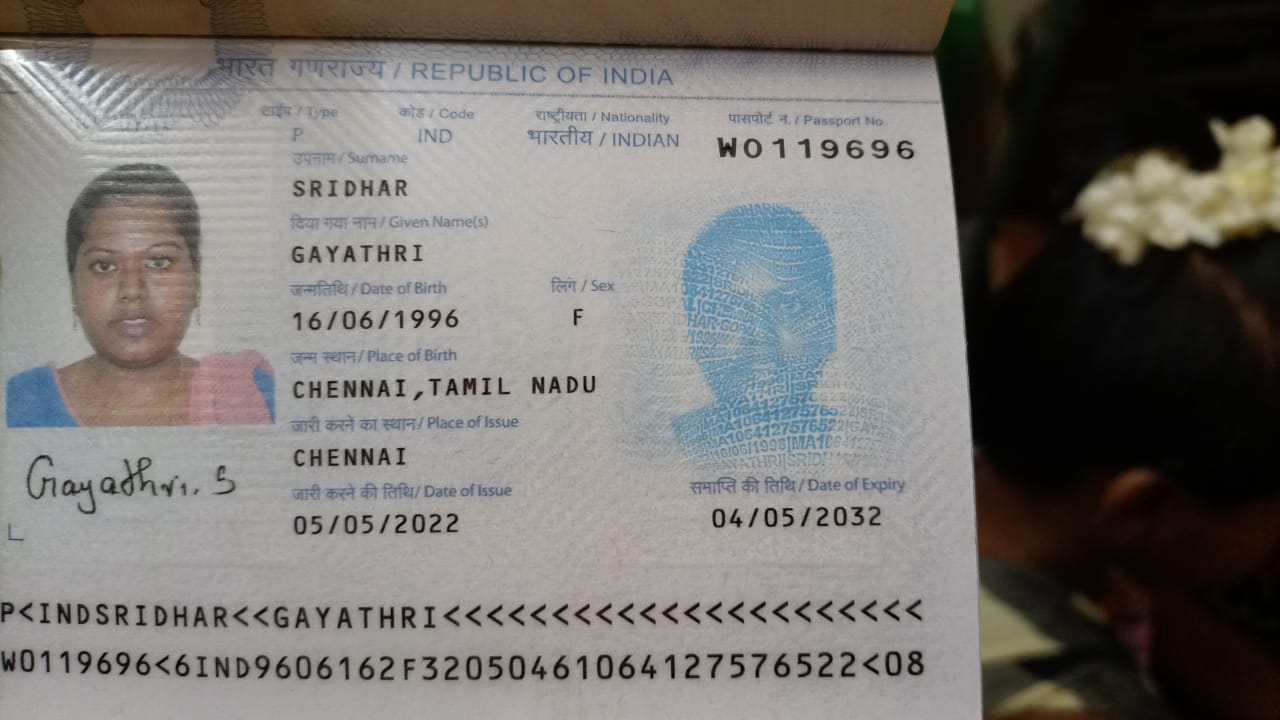 भारत गणराज्य / REPUBLIC OF INDIA
टाईप / Type कोड / Code राष्ट्रीयता / Nationality पासपोर्ट न. / Passport No.
P IND भारतीय / INDIAN W0119696
उपनाम / Surname
SRIDHAR
दिया गया नाम / Given Name(s)
GAYATHRI
जन्मतिथि / Date of Birth लिंग / Sex
16/06/1996 F
जन्म स्थान / Place of Birth
CHENNAI,TAMIL NADU
जारी करने का स्थान / Place of Issue
CHENNAI
जारी करने की तिथि / Date of Issue समाप्ति की तिथि / Date of Expiry
05/05/2022 04/05/2032
Gayathri. S
P<INDSRIDHAR<<GAYATHRI<<<<<<<<<<<<<<<<<<<<<<
W0119696<6IND9606162F32050461064127576522<08